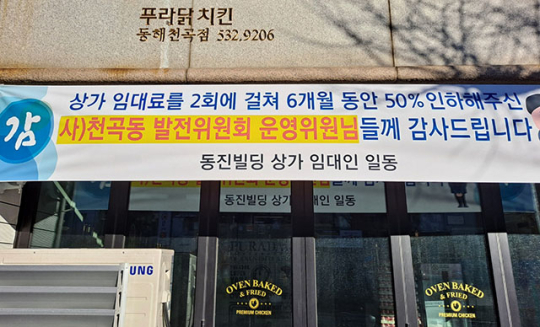 푸라닭 치킨
동해천곡점 532.9206
감
상가 임대료를 2회에 걸쳐 6개월 동안 50%인하해주신
사)천곡동 발전위원회 운영위원님들께 감사드립니다
동진빌딩 상가 임대인 일동
동진빌딩 상가 대인 일동
UNG
OVEN BAKED
& FRIED
PREMIUM CHICKEN
OVEN BAKED
& FRIED
PREMIUM CHICKEN